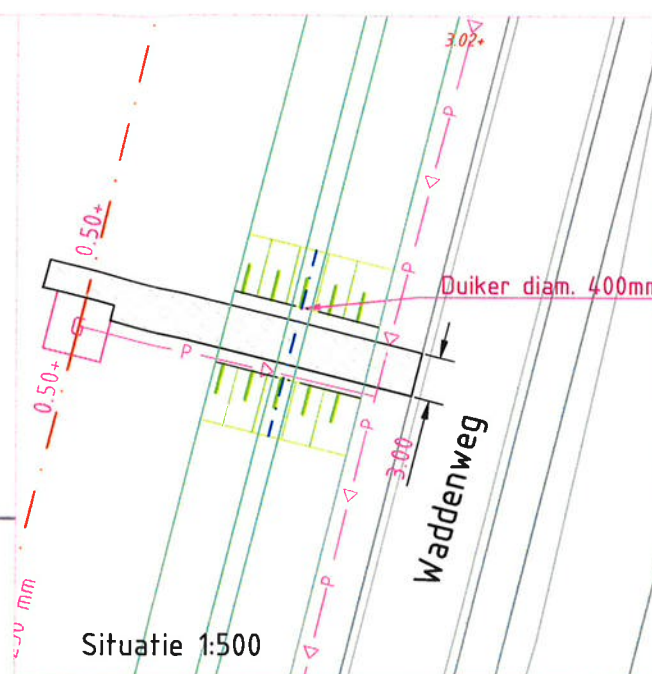 3.02+
P
0.50+
P
Duiker diam. 400mm
P
0.50+
P
3.00
Waddenweg
P
mm
Situatie 1:500